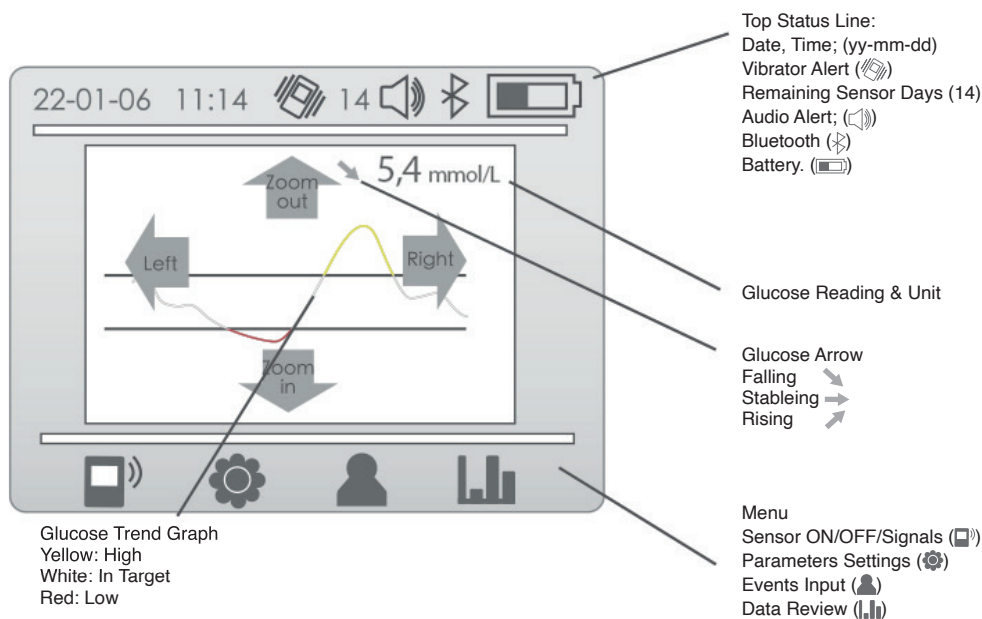 Top Status Line:
Date, Time; (yy-mm-dd)
Vibrator Alert ()
Remaining Sensor Days (14)
Audio Alert; ()
Bluetooth ()
Battery. ()
22-01-06 11:14 14
5,4 mmol/L
Zoom
out
Left
Right
Zoom
in
Glucose Reading & Unit
Glucose Arrow
Falling
Stableing
Rising
Glucose Trend Graph
Yellow: High
White: In Target
Red: Low
Menu
Sensor ON/OFF/Signals ()
Parameters Settings ()
Events Input ()
Data Review ()